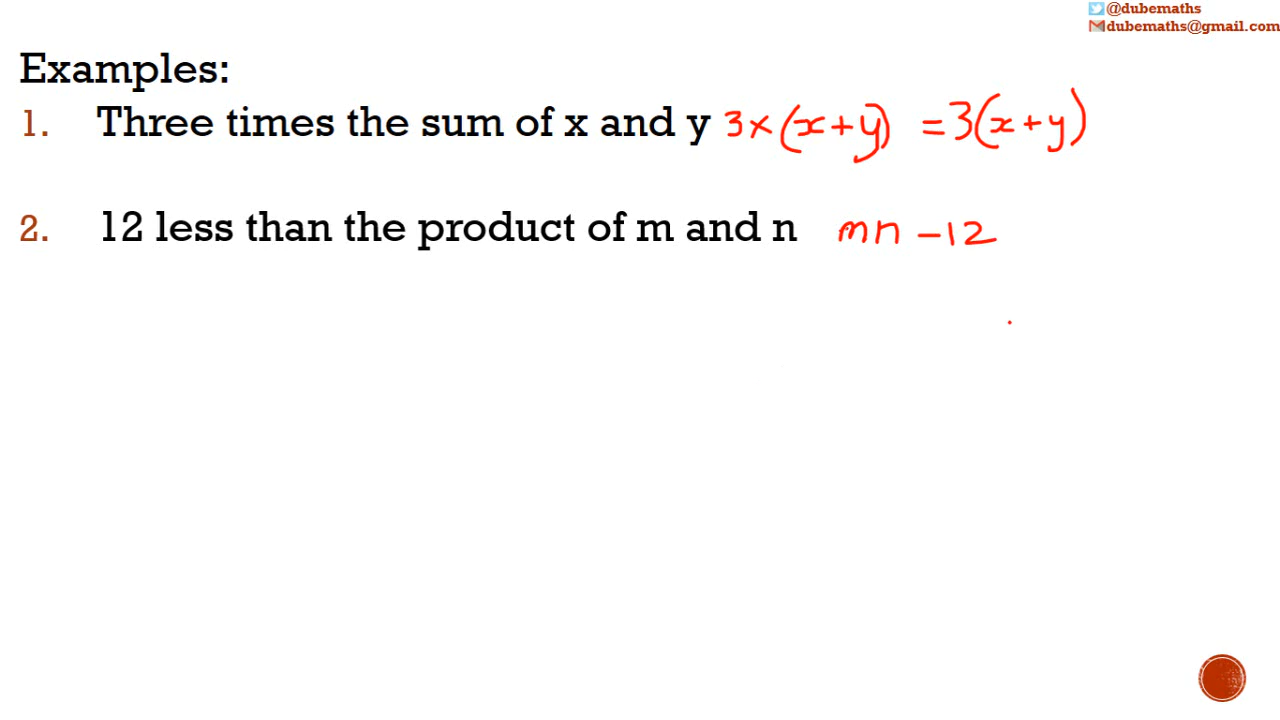 @dubemaths
dubemaths@gmail.com
Examples:
1. Three times the sum of x and y 3×(x+y) =3(x+y)
2. 12 less than the product of m and n mn -12